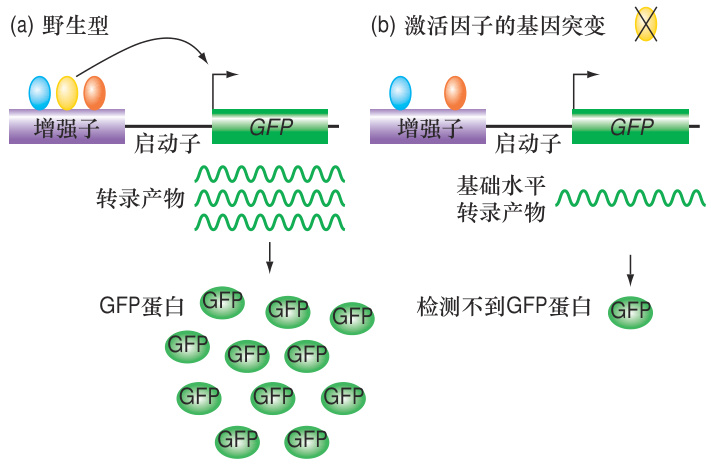 (a) 野生型
增强子
启动子
GFP
转录产物
GFP蛋白
GFP
GFP
GFP
GFP
GFP
GFP
GFP
GFP
GFP
GFP
GFP
(b) 激活因子的基因突变
增强子
启动子
GFP
基础水平
转录产物
检测不到GFP蛋白
GFP